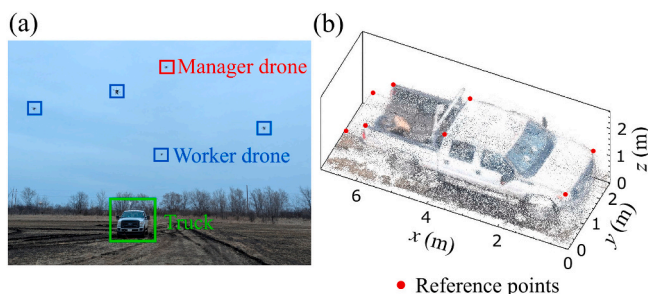 (a)
Manager drone
Worker drone
Truck
(b)
2
1
0
z (m)
6
4
2
0
x (m)
2
1
0
y (m)
Reference points